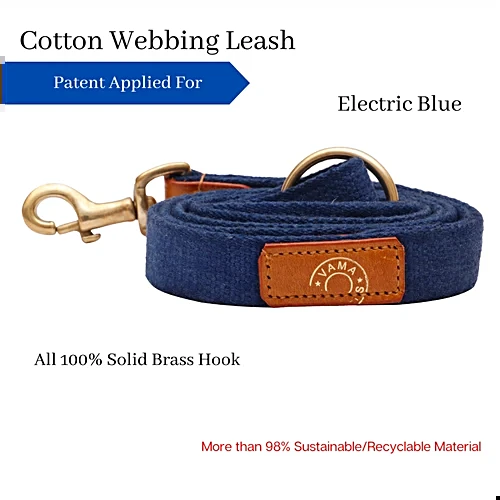 Cotton Webbing Leash
Patent Applied For
Electric Blue
VAMA
All 100% Solid Brass Hook
More than 98% Sustainable/Recyclable Material